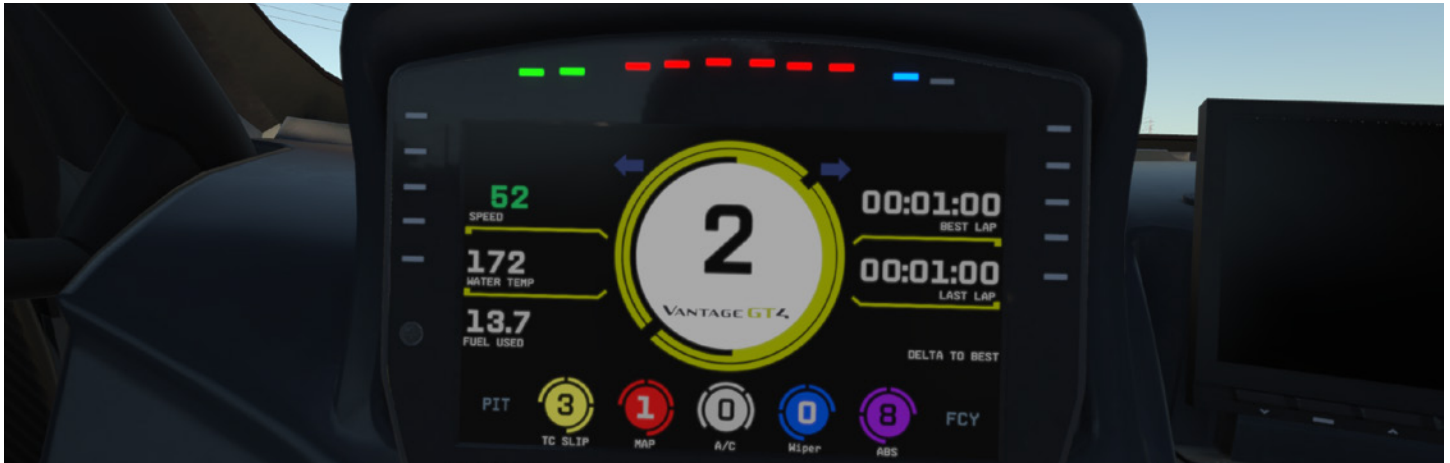 52
SPEED
172
WATER TEMP
13.7
FUEL USED
2
VANTAGE GT4
00:01:00
BEST LAP
00:01:00
LAST LAP
DELTA TO BEST
PIT
3
TC SLIP
1
MAP
0
A/C
0
Wiper
8
ABS
FCY